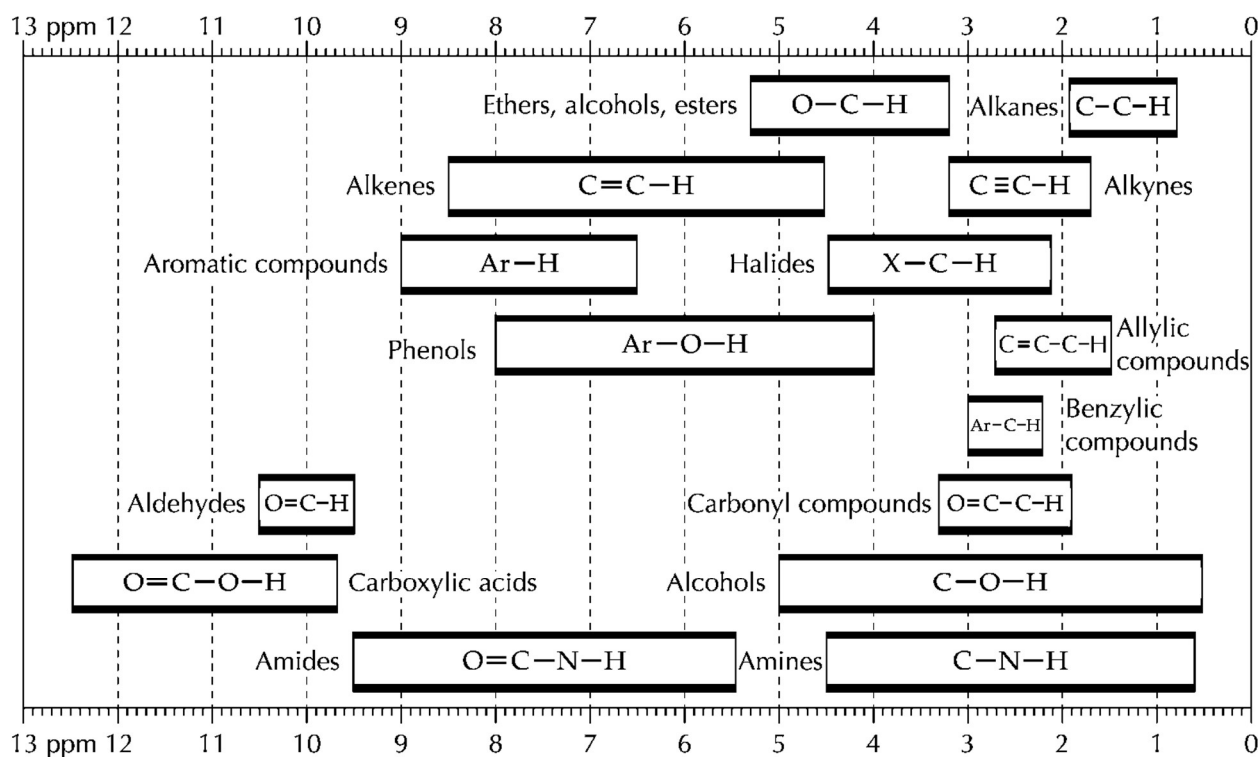 13 ppm 12 11 10 9 8 7 6 5 4 3 2 1 0
Ethers, alcohols, esters O−C−H Alkanes C−C−H
Alkenes C=C−H C≡C−H Alkynes
Aromatic compounds Ar−H Halides X−C−H
Phenols Ar−O−H C=C−C−H Allylic
compounds
Ar−C−H Benzylic
compounds
Aldehydes O=C−H Carbonyl compounds O=C−C−H
O=C−O−H Carboxylic acids Alcohols C−O−H
Amides O=C−N−H Amines C−N−H
13 ppm 12 11 10 9 8 7 6 5 4 3 2 1 0